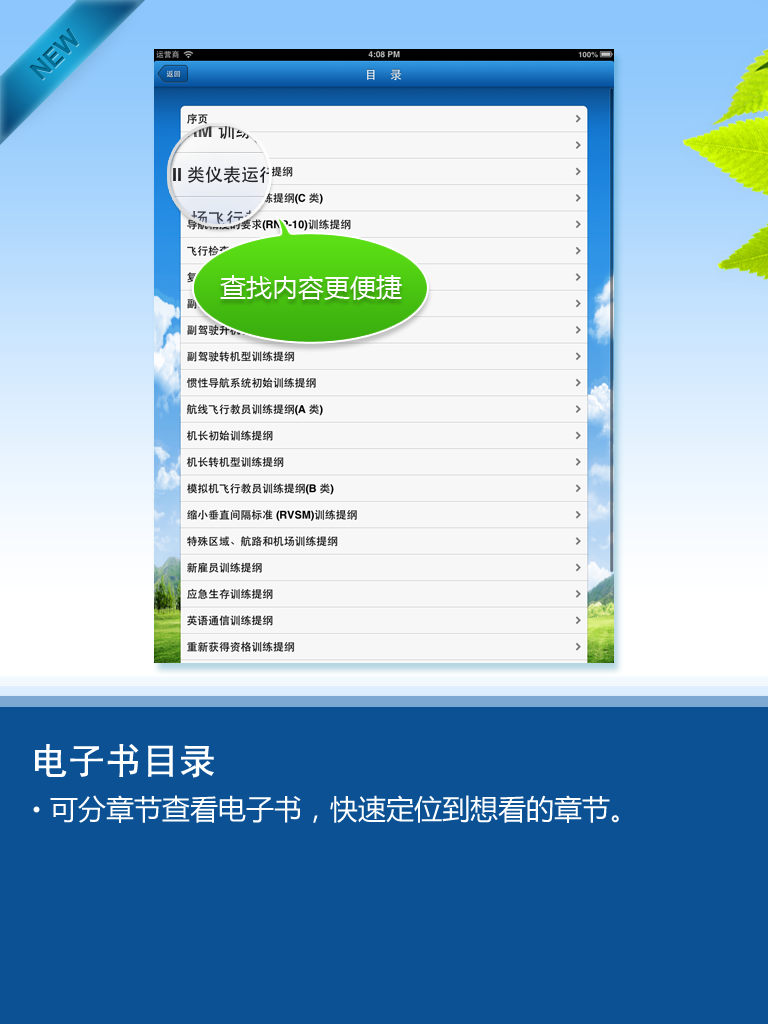 NEW
运营商
4:08 PM
100%
返回
目 录
序页
训练
II 类仪表运行
提纲
练提纲(C 类)
场飞行
导航精度的要求(RNP-10)训练提纲
飞行检查
查找内容更便捷
副
副驾驶升机
副驾驶转机型训练提纲
惯性导航系统初始训练提纲
航线飞行教员训练提纲(A 类)
机长初始训练提纲
机长转机型训练提纲
模拟机飞行教员训练提纲(B 类)
缩小垂直间隔标准 (RVSM)训练提纲
特殊区域、航路和机场训练提纲
新雇员训练提纲
应急生存训练提纲
英语通信训练提纲
重新获得资格训练提纲
电子书目录
• 可分章节查看电子书，快速定位到想看的章节。